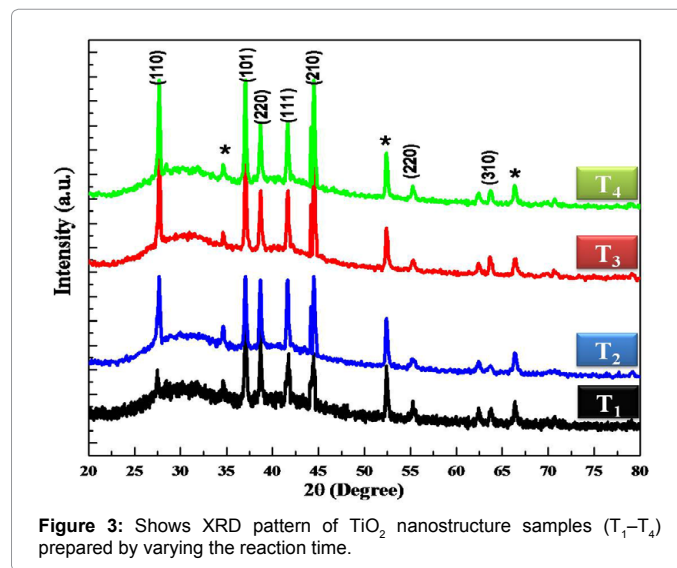 (110)
*
(101)
(220)
(111)
(210)
*
(220)
(310)
*
T₄
T₃
T₂
T₁
Intensity (a.u.)
20 25 30 35 40 45 50 55 60 65 70 75 80
2θ (Degree)
Figure 3: Shows XRD pattern of TiO₂ nanostructure samples (T₁–T₄)
prepared by varying the reaction time.